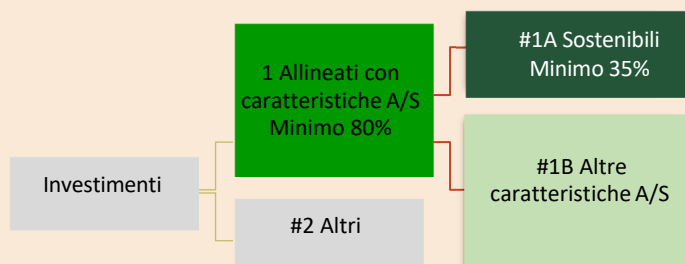 Investimenti
1 Allineati con
caratteristiche A/S
Minimo 80%
#2 Altri
#1A Sostenibili
Minimo 35%
#1B Altre
caratteristiche A/S